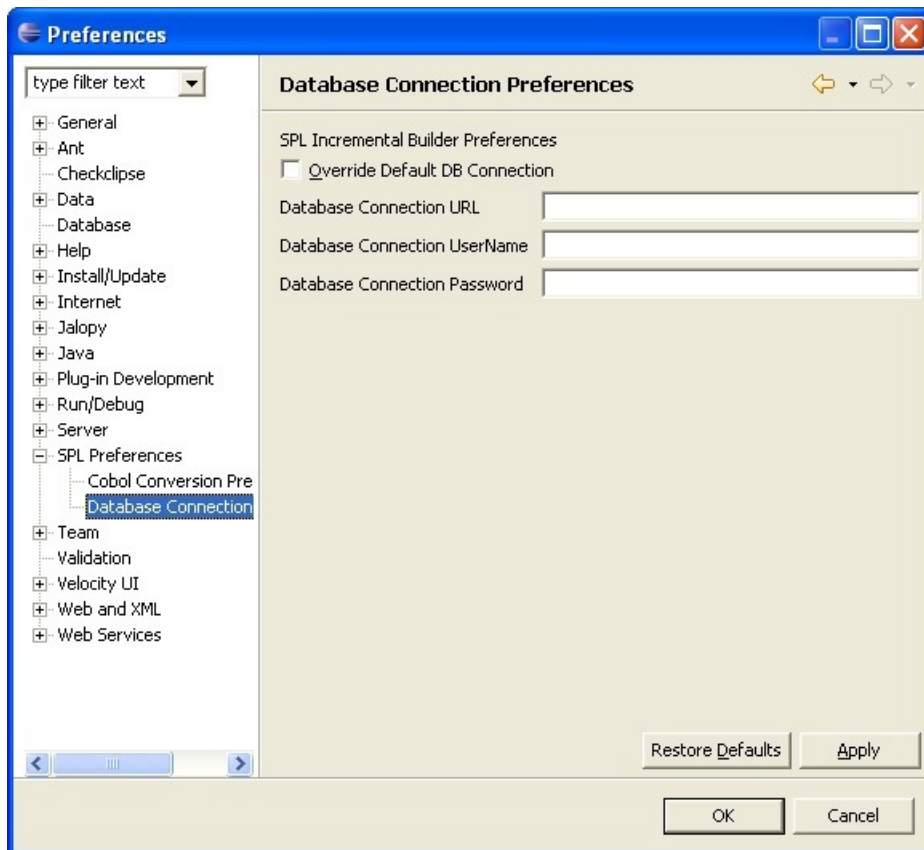 Preferences
type filter text
General
Ant
Checkclipse
Data
Database
Help
Install/Update
Internet
Jalopy
Java
Plug-in Development
Run/Debug
Server
SPL Preferences
Cobol Conversion Pre
Database Connection
Team
Validation
Velocity UI
Web and XML
Web Services
Database Connection Preferences
SPL Incremental Builder Preferences
Override Default DB Connection
Database Connection URL
Database Connection UserName
Database Connection Password
Restore Defaults Apply
OK Cancel